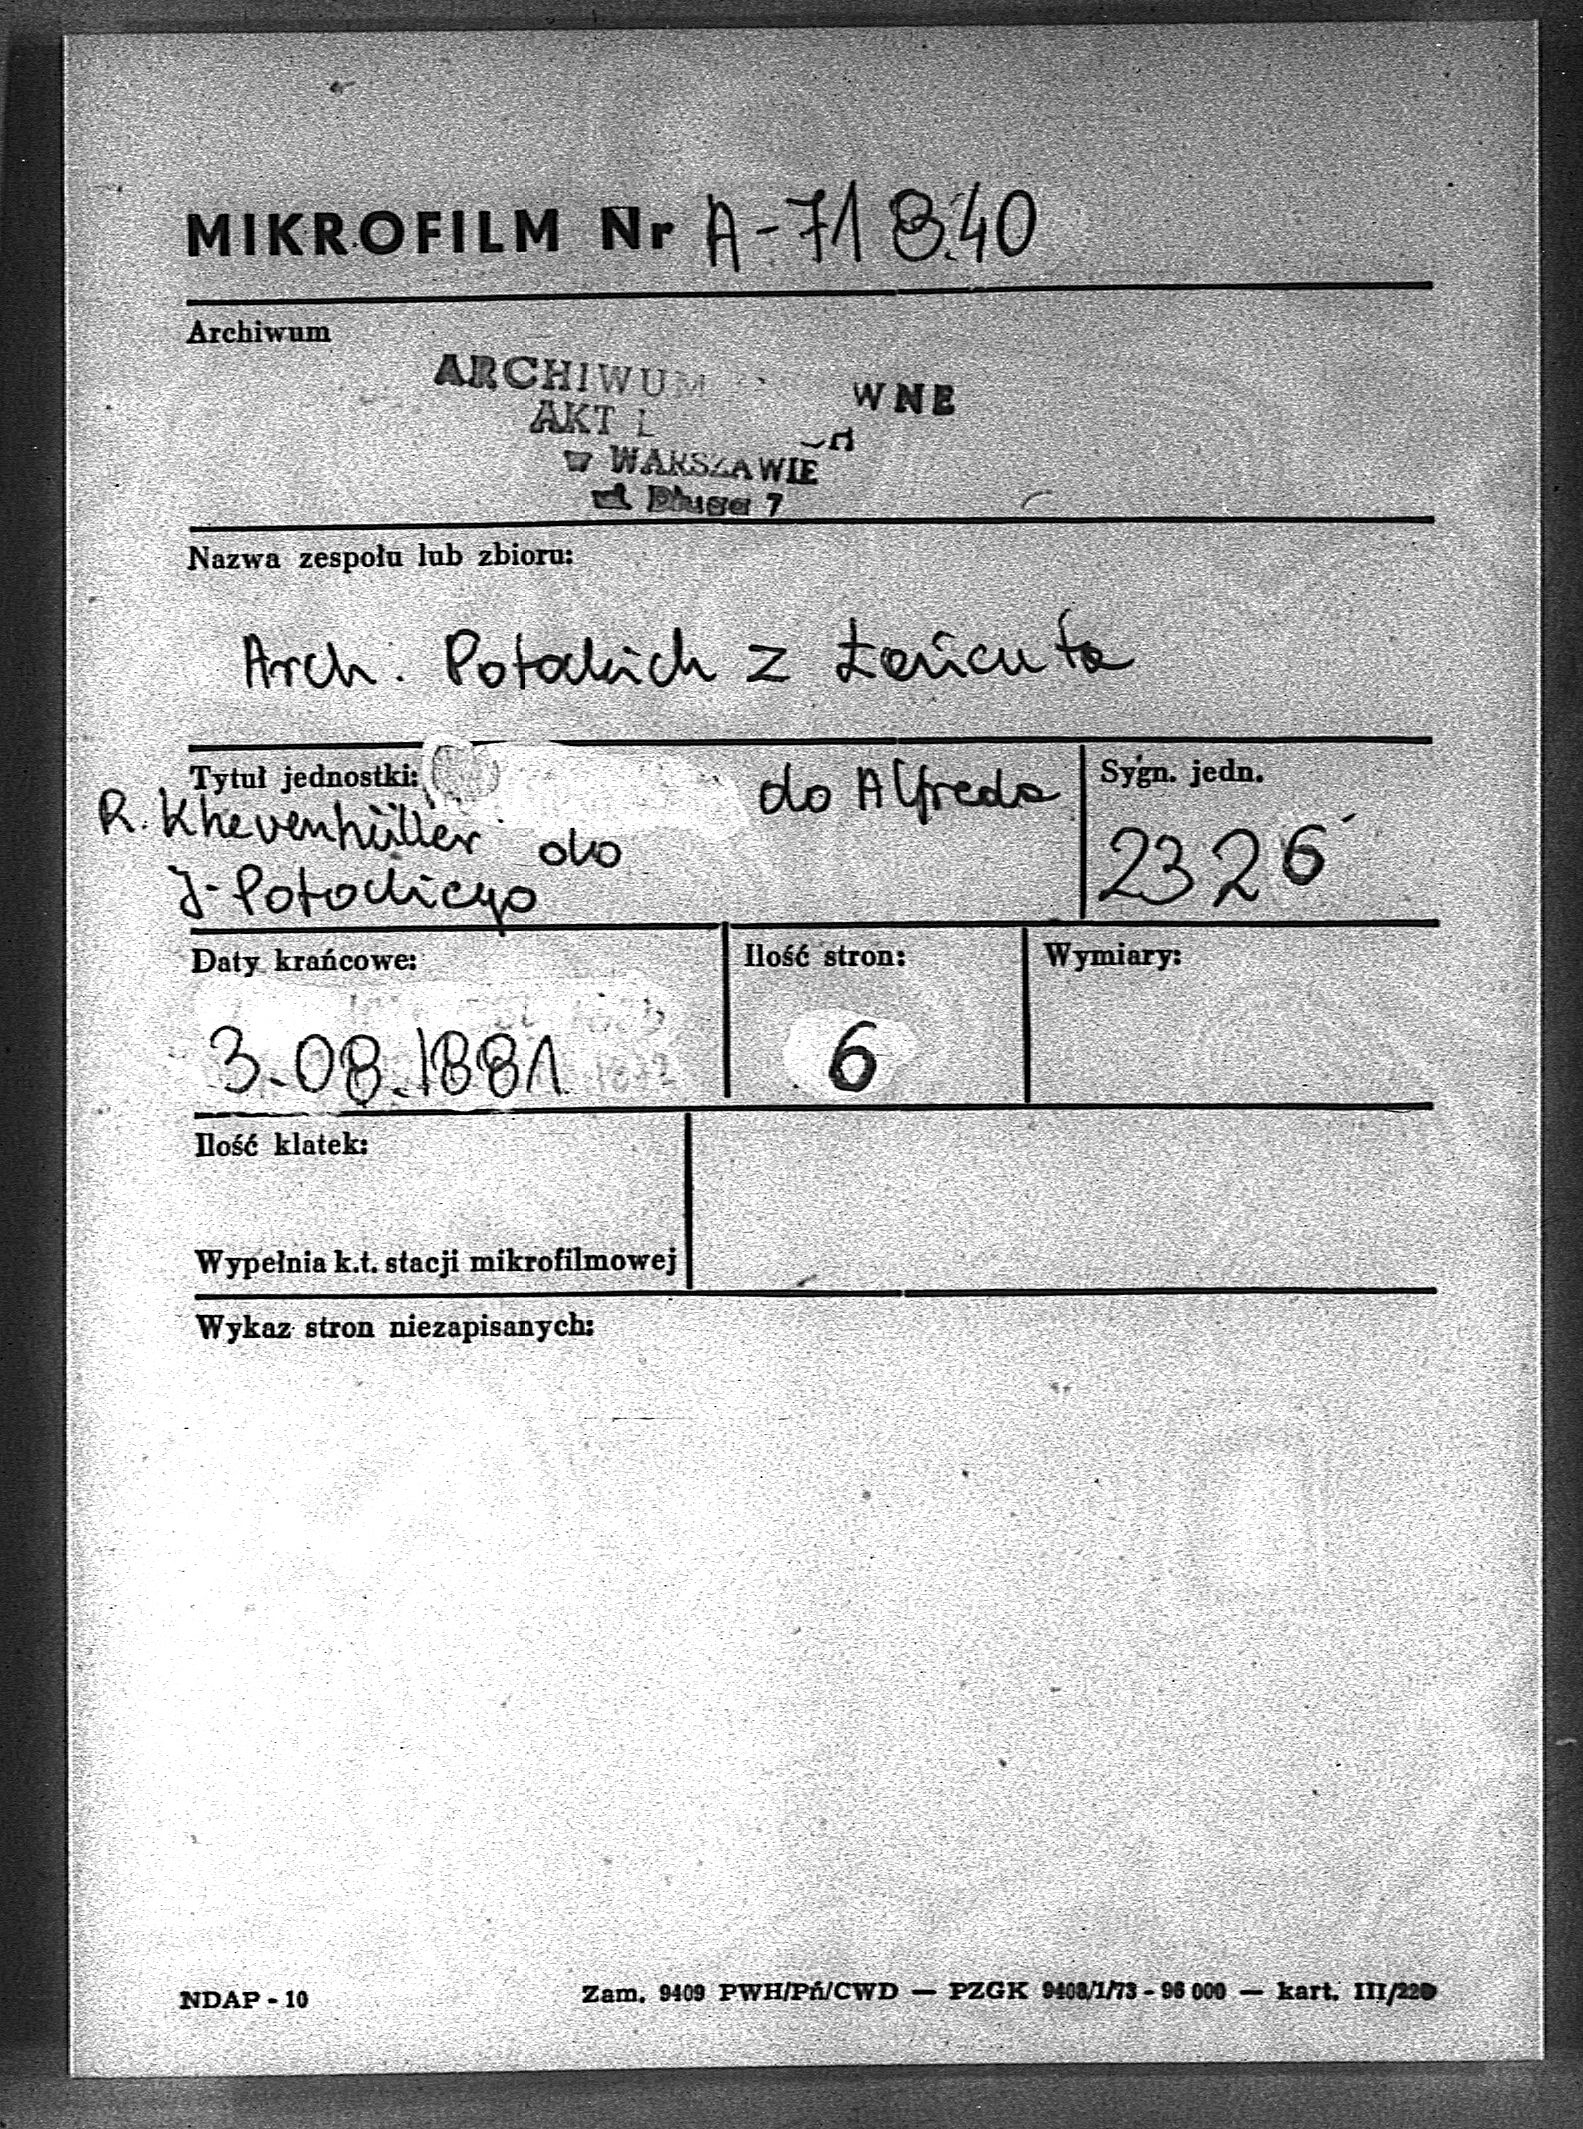 MIKROFILM Nr A-71840
Archiwum
ARCHIWUM WNE
AKT
w WARSZAWIE
Długa 7
Nazwa zespołu lub zbioru:
Arch. Potockich z Łańcuta
Tytuł jednostki: do Alfreda
R. Khevenhüller do
J. Potockiego
Sygn. jedn.
2326
Daty krańcowe:
3.08.1881
Ilość stron:
6
Wymiary:
Ilość klatek:
Wypełnia k.t. stacji mikrofilmowej
Wykaz stron niezapisanych:
NDAP - 10
Zam. 9409 PWH/Pń/CWD — PZGK 9408/1/73 - 96 000 — kart. III/220